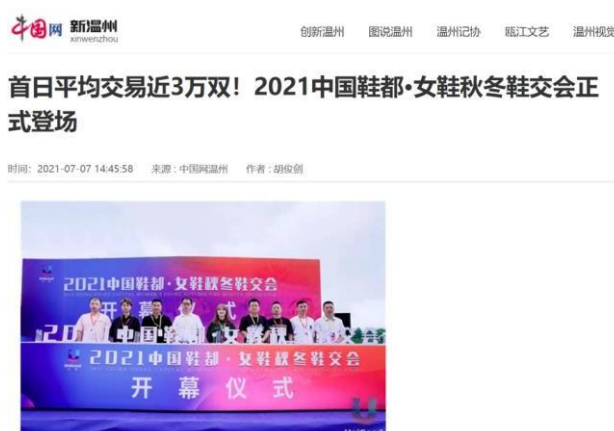 中国网 新温州
xinwenzhou
创新温州 图说温州 温州记协 瓯江文艺 温州视觉
首日平均交易近3万双！2021中国鞋都•女鞋秋冬鞋交会正
式登场
时间：2021-07-07 14:45:58 来源：中国网温州 作者：胡俊剑
2021中国鞋都·女鞋秋冬鞋交会
开幕仪式
2021中国鞋都·女鞋秋冬鞋交会
开幕仪式